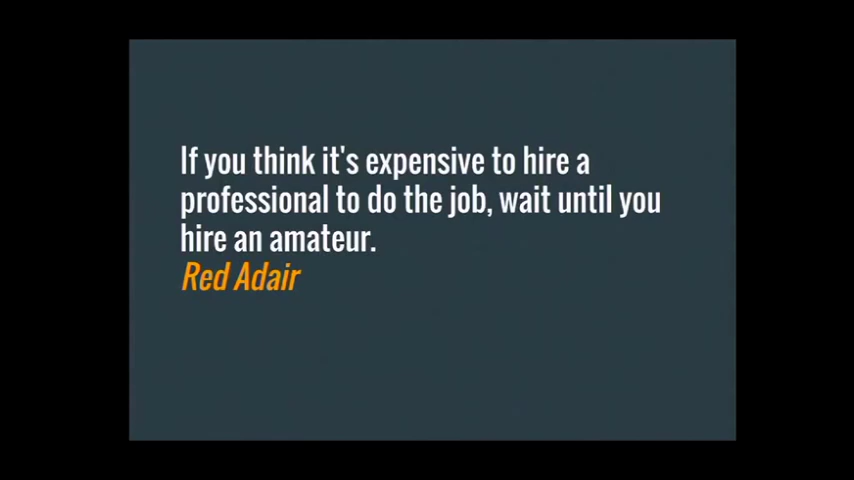 If you think it's expensive to hire a
professional to do the job, wait until you
hire an amateur.
Red Adair